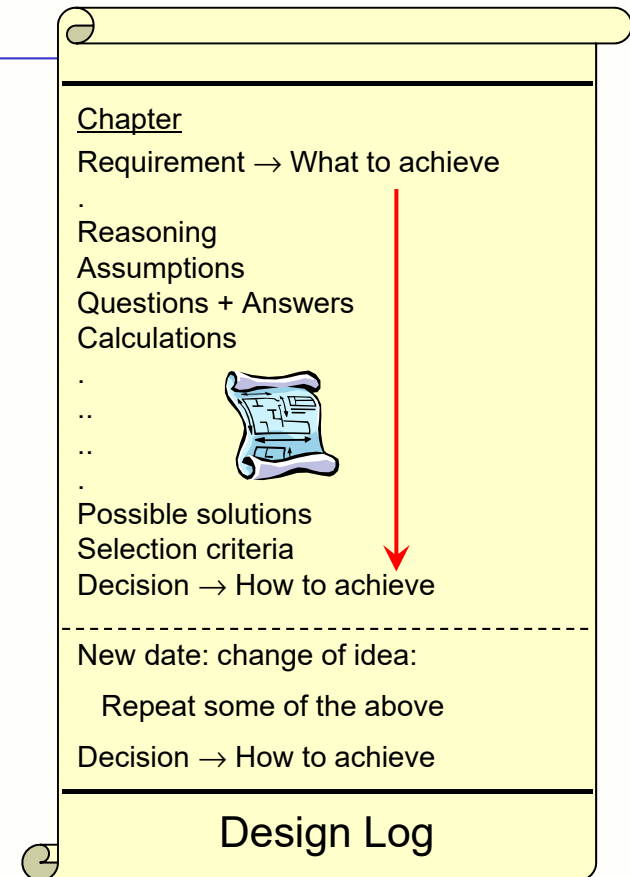 Chapter
Requirement → What to achieve
.
Reasoning
Assumptions
Questions + Answers
Calculations
.
..
..
.
Possible solutions
Selection criteria
Decision → How to achieve
New date: change of idea:
Repeat some of the above
Decision → How to achieve
Design Log